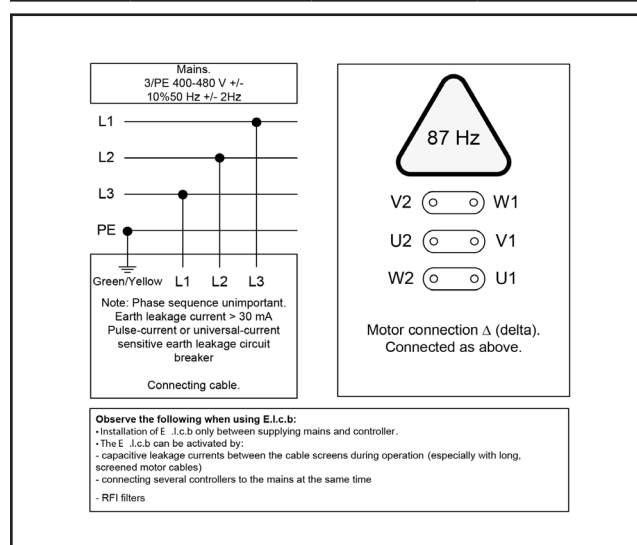 Mains.
3/PE 400-480 V +/-
10%50 Hz +/- 2Hz
L1
L2
L3
PE
Green/Yellow L1 L2 L3
Note: Phase sequence unimportant.
Earth leakage current > 30 mA
Pulse-current or universal-current
sensitive earth leakage circuit
breaker
Connecting cable.
87 Hz
V2 W1
U2 V1
W2 U1
Motor connection Δ (delta).
Connected as above.
Observe the following when using E.l.c.b:
• Installation of E .l.c.b only between supplying mains and controller.
• The E .l.c.b can be activated by:
- capacitive leakage currents between the cable screens during operation (especially with long,
screened motor cables)
- connecting several controllers to the mains at the same time
- RFI filters